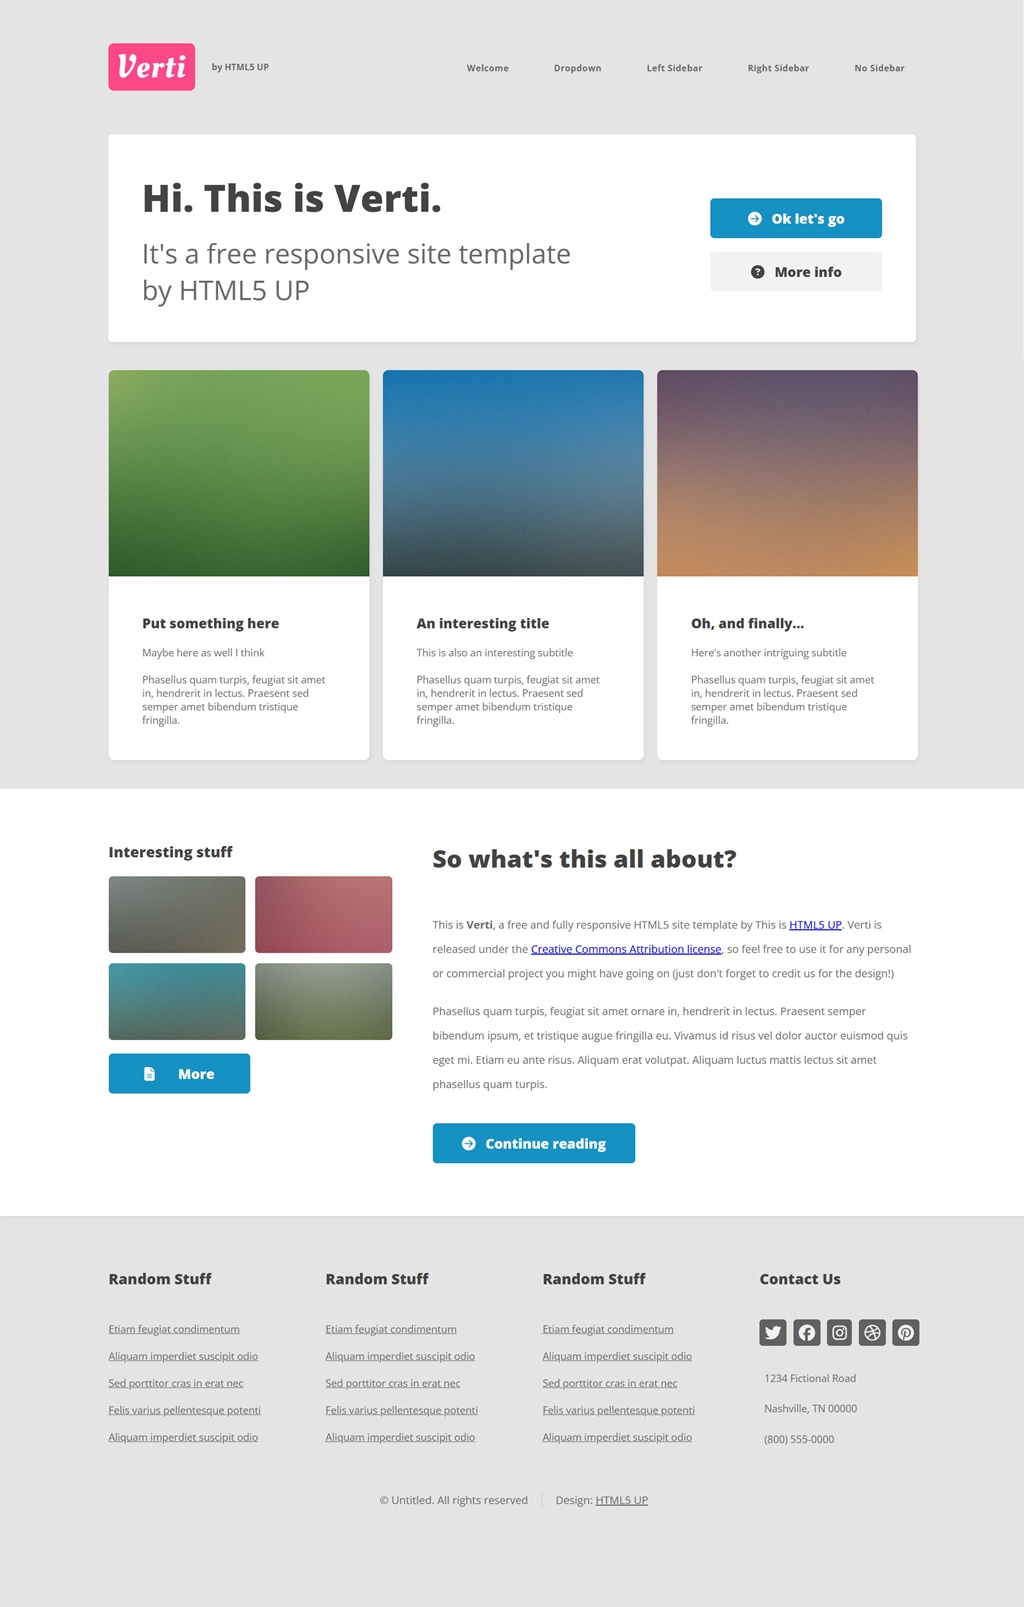 Verti
by HTML5 UP
Welcome
Dropdown
Left Sidebar
Right Sidebar
No Sidebar
Hi. This is Verti.
It's a free responsive site template
by HTML5 UP
Ok let's go
More info
Put something here
Maybe here as well I think
Phasellus quam turpis, feugiat sit amet
in, hendrerit in lectus. Praesent sed
semper amet bibendum tristique
fringilla.
An interesting title
This is also an interesting subtitle
Phasellus quam turpis, feugiat sit amet
in, hendrerit in lectus. Praesent sed
semper amet bibendum tristique
fringilla.
Oh, and finally...
Here's another intriguing subtitle
Phasellus quam turpis, feugiat sit amet
in, hendrerit in lectus. Praesent sed
semper amet bibendum tristique
fringilla.
Interesting stuff
More
So what's this all about?
This is Verti, a free and fully responsive HTML5 site template by This is HTML5 UP. Verti is
released under the Creative Commons Attribution license, so feel free to use it for any personal
or commercial project you might have going on (just don't forget to credit us for the design!)
Phasellus quam turpis, feugiat sit amet ornare in, hendrerit in lectus. Praesent semper
bibendum ipsum, et tristique augue fringilla eu. Vivamus id risus vel dolor auctor euismod quis
eget mi. Etiam eu ante risus. Aliquam erat volutpat. Aliquam luctus mattis lectus sit amet
phasellus quam turpis.
Continue reading
Random Stuff
Etiam feugiat condimentum
Aliquam imperdiet suscipit odio
Sed porttitor cras in erat nec
Felis varius pellentesque potenti
Aliquam imperdiet suscipit odio
Random Stuff
Etiam feugiat condimentum
Aliquam imperdiet suscipit odio
Sed porttitor cras in erat nec
Felis varius pellentesque potenti
Aliquam imperdiet suscipit odio
Random Stuff
Etiam feugiat condimentum
Aliquam imperdiet suscipit odio
Sed porttitor cras in erat nec
Felis varius pellentesque potenti
Aliquam imperdiet suscipit odio
Contact Us
1234 Fictional Road
Nashville, TN 00000
(800) 555-0000
© Untitled. All rights reserved
Design: HTML5 UP